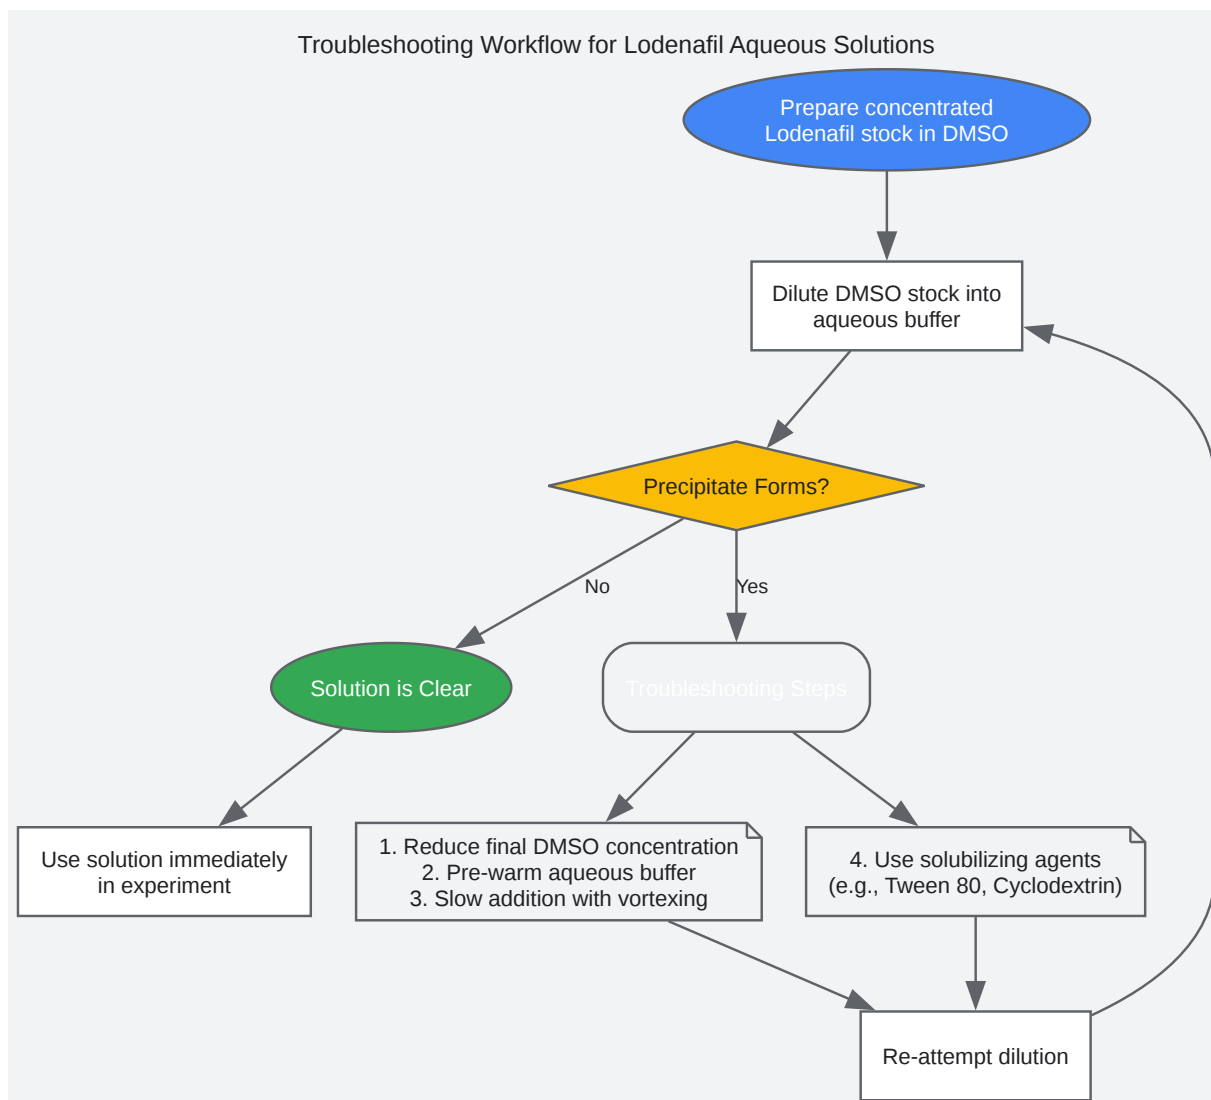 Troubleshooting Workflow for Lodenafil Aqueous Solutions
Prepare concentrated
Lodenafil stock in DMSO
Dilute DMSO stock into
aqueous buffer
Precipitate Forms?
No
Yes
Solution is Clear
Troubleshooting Steps
Use solution immediately
in experiment
1. Reduce final DMSO concentration
2. Pre-warm aqueous buffer
3. Slow addition with vortexing
4. Use solubilizing agents
(e.g., Tween 80, Cyclodextrin)
Re-attempt dilution